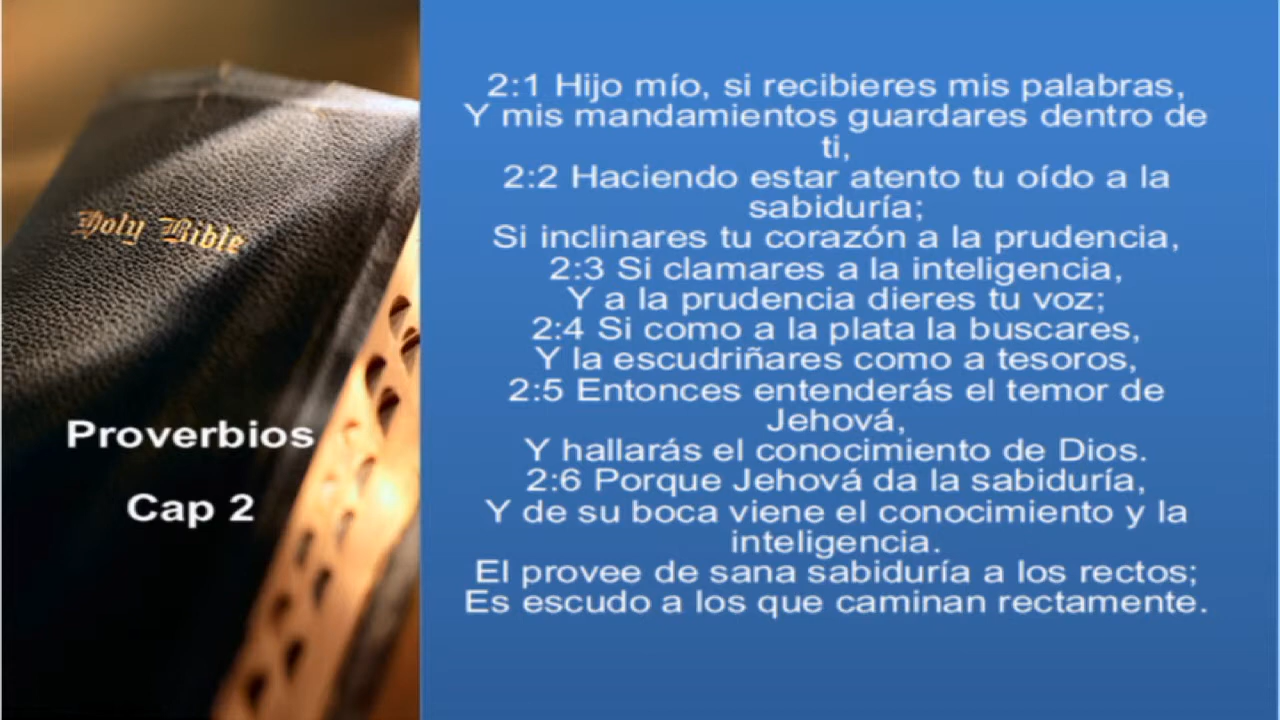 Holy Bible
Proverbios
Cap 2
2:1 Hijo mío, si recibieres mis palabras,
Y mis mandamientos guardares dentro de
ti,
2:2 Haciendo estar atento tu oído a la
sabiduría;
Si inclinares tu corazón a la prudencia,
2:3 Si clamares a la inteligencia,
Y a la prudencia dieres tu voz;
2:4 Si como a la plata la buscares,
Y la escudriñares como a tesoros,
2:5 Entonces entenderás el temor de
Jehová,
Y hallarás el conocimiento de Dios.
2:6 Porque Jehová da la sabiduría,
Y de su boca viene el conocimiento y la
inteligencia.
El provee de sana sabiduría a los rectos;
Es escudo a los que caminan rectamente.